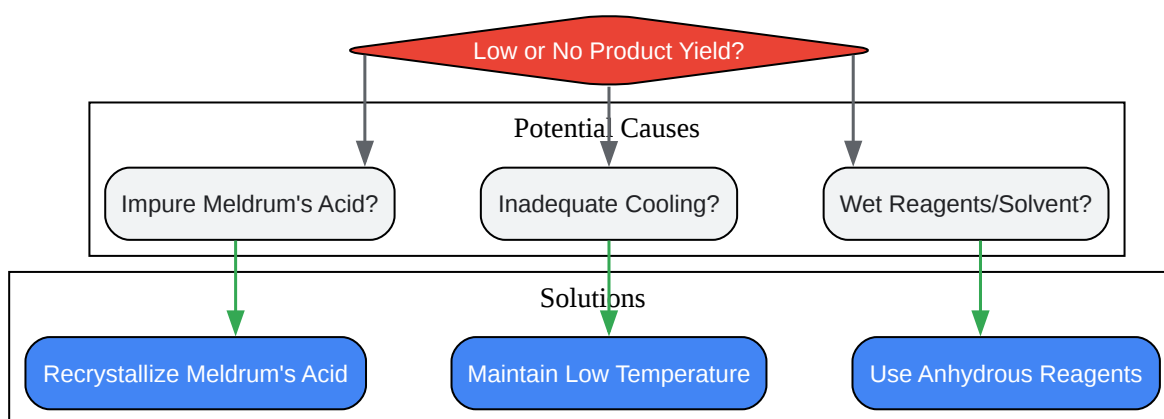 Low or No Product Yield?
Potential Causes
Impure Meldrum's Acid?
Inadequate Cooling?
Wet Reagents/Solvent?
Solutions
Recrystallize Meldrum's Acid
Maintain Low Temperature
Use Anhydrous Reagents